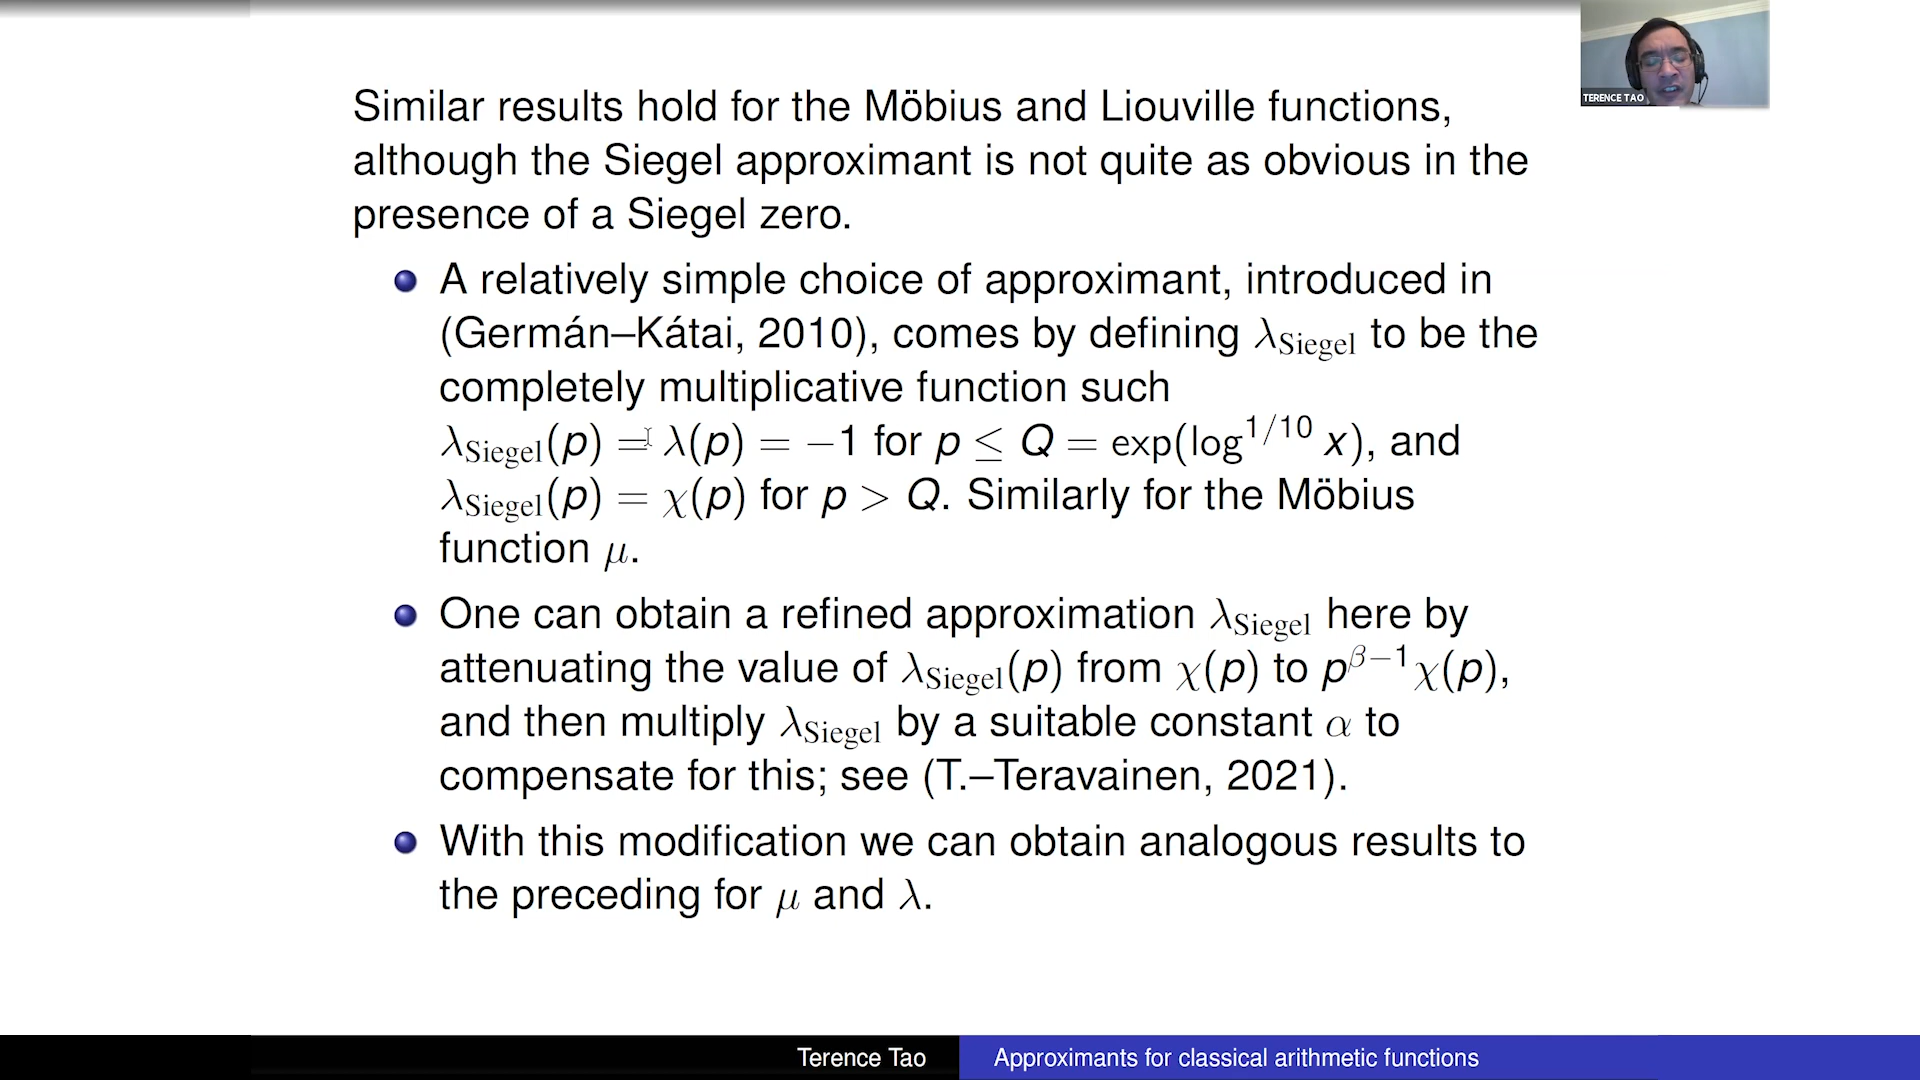 TERENCE TAO
Similar results hold for the Möbius and Liouville functions,
although the Siegel approximant is not quite as obvious in the
presence of a Siegel zero.
A relatively simple choice of approximant, introduced in
(Germán–Kátai, 2010), comes by defining λ_Siegel to be the
completely multiplicative function such
λ_Siegel(p) = λ(p) = −1 for p ≤ Q = exp(log^{1/10} x), and
λ_Siegel(p) = χ(p) for p > Q. Similarly for the Möbius
function μ.
One can obtain a refined approximation λ_Siegel here by
attenuating the value of λ_Siegel(p) from χ(p) to p^{β−1}χ(p),
and then multiply λ_Siegel by a suitable constant α to
compensate for this; see (T.–Teravainen, 2021).
With this modification we can obtain analogous results to
the preceding for μ and λ.
Terence Tao
Approximants for classical arithmetic functions